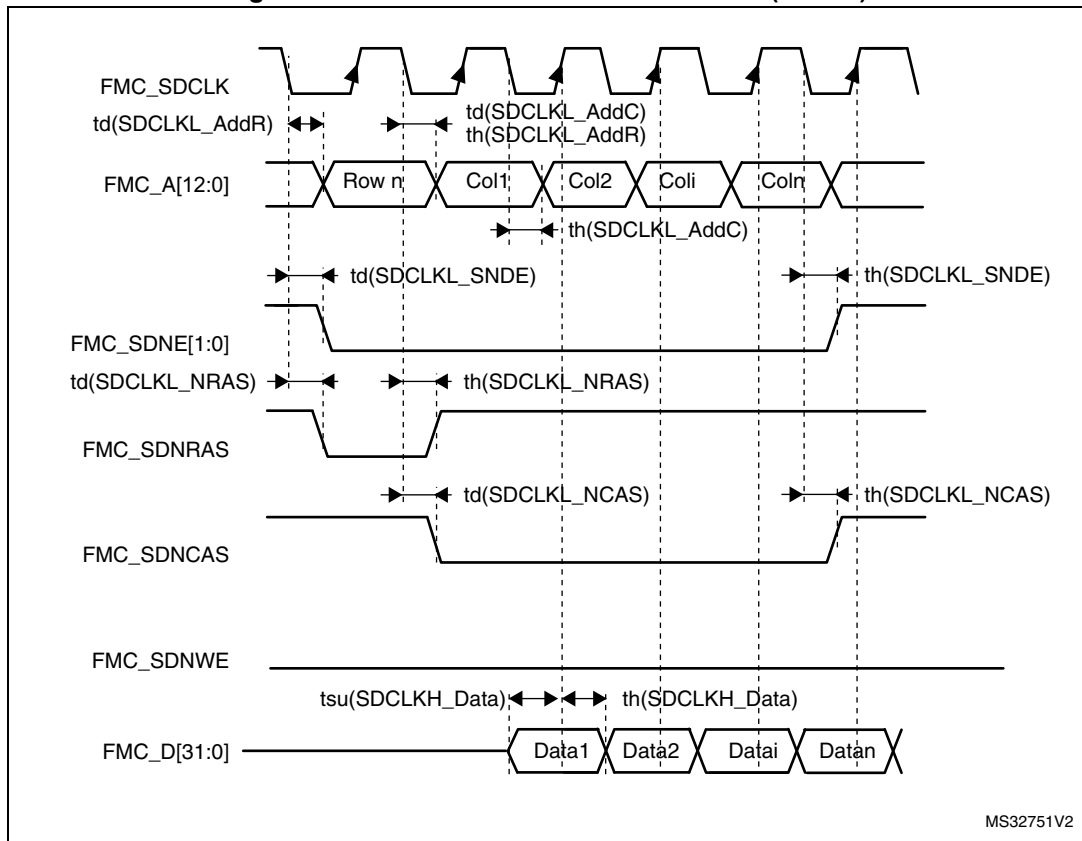 FMC_SDCLK
td(SDCLKL_AddR)
td(SDCLKL_AddC)
th(SDCLKL_AddR)
FMC_A[12:0]
Row n
Col1
Col2
Coli
Coln
th(SDCLKL_AddC)
td(SDCLKL_SNDE)
th(SDCLKL_SNDE)
FMC_SDNE[1:0]
td(SDCLKL_NRAS)
th(SDCLKL_NRAS)
FMC_SDNRAS
td(SDCLKL_NCAS)
th(SDCLKL_NCAS)
FMC_SDNCAS
FMC_SDNWE
tsu(SDCLKH_Data)
th(SDCLKH_Data)
FMC_D[31:0]
Data1
Data2
Datai
Datan
MS32751V2